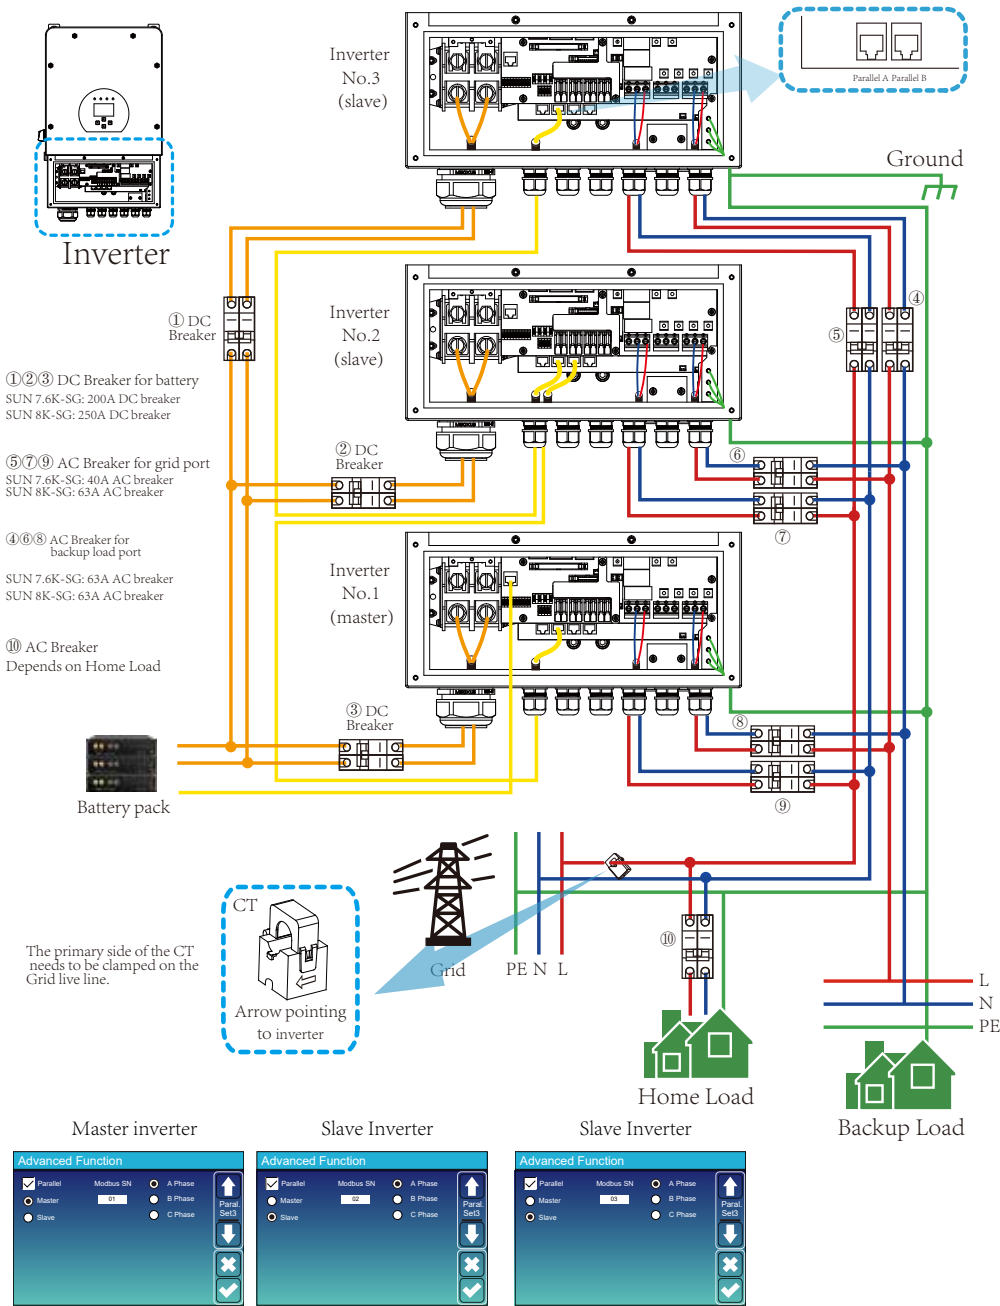 Inverter
No.3
(slave)
Parallel A Parallel B
Ground
Inverter
① DC
Breaker
Inverter
No.2
(slave)
④
⑤
①②③ DC Breaker for battery
SUN 7.6K-SG: 200A DC breaker
SUN 8K-SG: 250A DC breaker
② DC
Breaker
⑥
⑤⑦⑨ AC Breaker for grid port
SUN 7.6K-SG: 40A AC breaker
SUN 8K-SG: 63A AC breaker
⑦
④⑥⑧ AC Breaker for
backup load port
SUN 7.6K-SG: 63A AC breaker
SUN 8K-SG: 63A AC breaker
Inverter
No.1
(master)
⑩ AC Breaker
Depends on Home Load
③ DC
Breaker
⑧
Battery pack
⑨
CT
The primary side of the CT
needs to be clamped on the
Grid live line.
Arrow pointing
to inverter
Grid
PE N L
⑩
L
N
PE
Home Load
Backup Load
Master inverter
Advanced Function
Parallel
Modbus SN
A Phase
Master
01
B Phase
Slave
C Phase
Paral.
Set3
Slave Inverter
Advanced Function
Parallel
Modbus SN
A Phase
Master
02
B Phase
Slave
C Phase
Paral.
Set3
Slave Inverter
Advanced Function
Parallel
Modbus SN
A Phase
Master
03
B Phase
Slave
C Phase
Paral.
Set3